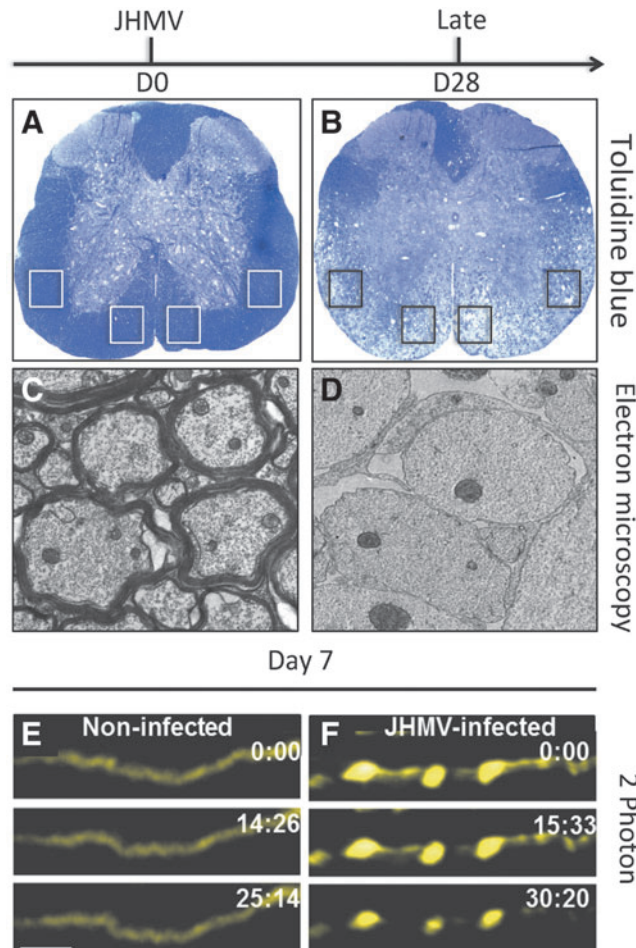 JHMV
Late
D0
D28
A
B
Toluidine blue
C
D
Electron microscopy
Day 7
E
Non-infected
0:00
14:26
25:14
F
JHMV-infected
0:00
15:33
30:20
2 Photon